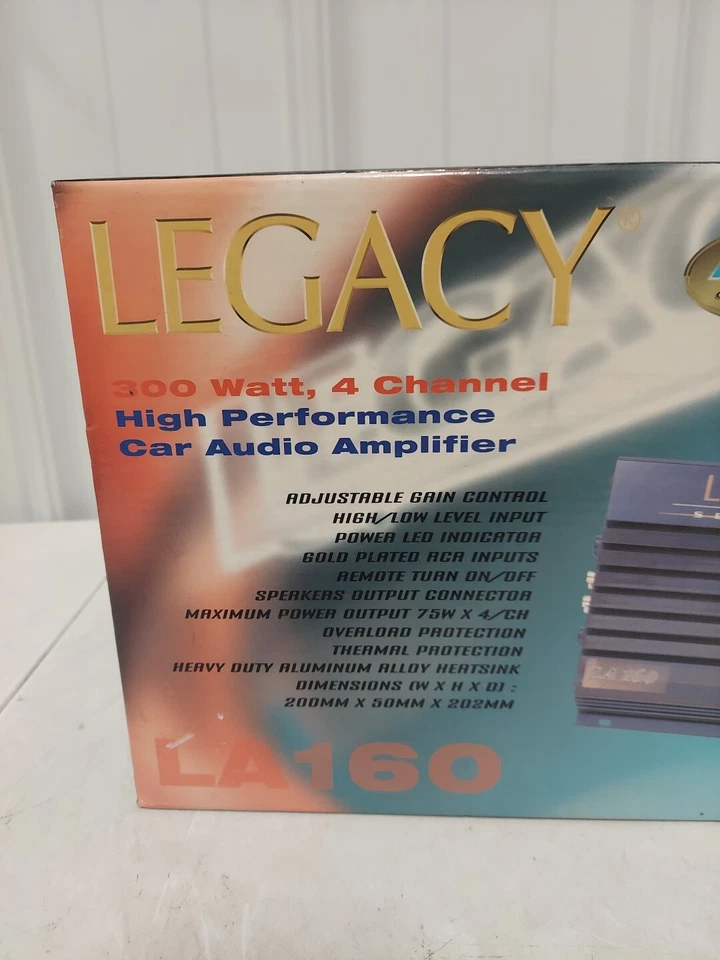 LEGACY®
300 Watt, 4 Channel
High Performance
Car Audio Amplifier
ADJUSTABLE GAIN CONTROL
HIGH/LOW LEVEL INPUT
POWER LED INDICATOR
GOLD PLATED RCA INPUTS
REMOTE TURN ON/OFF
SPEAKERS OUTPUT CONNECTOR
MAXIMUM POWER OUTPUT 75W X 4/CH
OVERLOAD PROTECTION
THERMAL PROTECTION
HEAVY DUTY ALUMINUM ALLOY HEATSINK
DIMENSIONS (W X H X D) :
200MM X 50MM X 202MM
LA 160
LA160